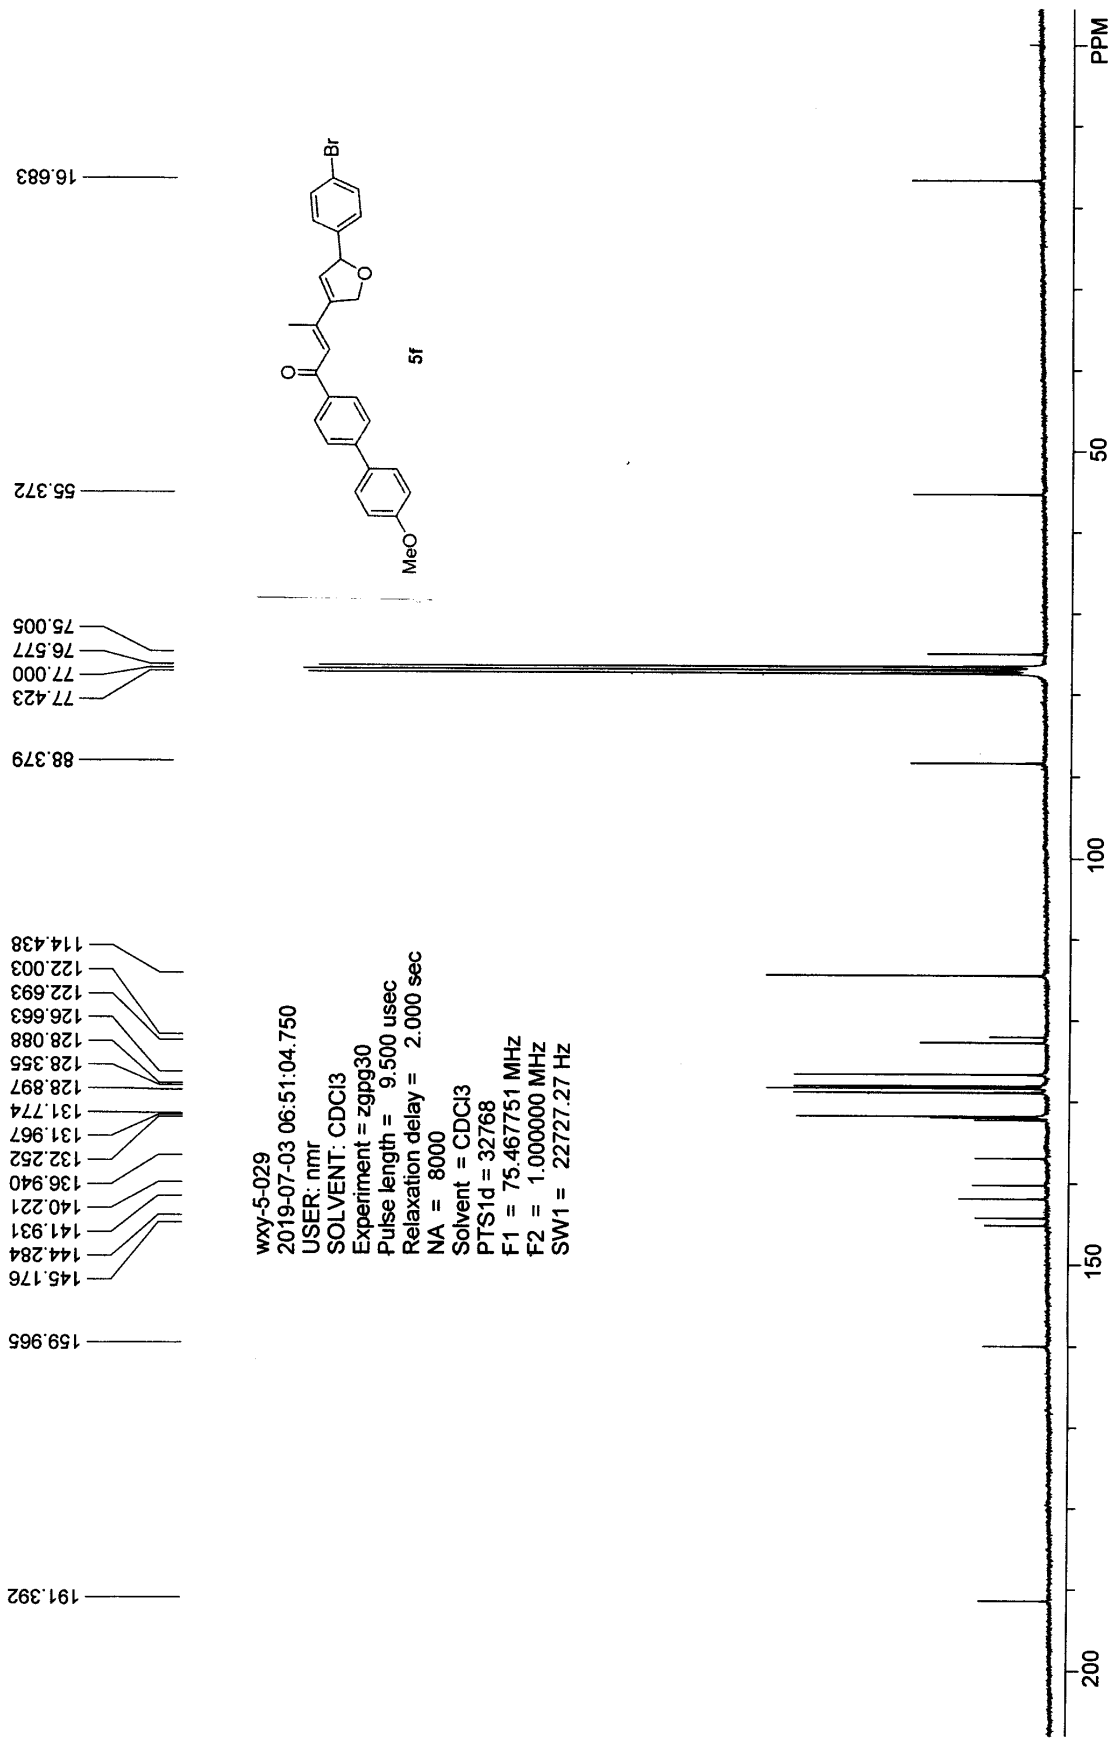 191.392
159.965
145.176
144.284
141.931
140.221
136.940
132.252
131.967
131.774
128.897
128.355
128.088
126.663
122.693
122.003
114.438
88.379
77.423
77.000
76.577
75.005
55.372
16.683
wxy-5-029
2019-07-03 06:51:04.750
USER: nmr
SOLVENT: CDCl3
Experiment = zgpg30
Pulse length = 9.500 usec
Relaxation delay = 2.000 sec
NA = 8000
Solvent = CDCl3
PTS1d = 32768
F1 = 75.467751 MHz
F2 = 1.000000 MHz
SW1 = 22727.27 Hz
MeO
O
O
Br
5f
200
150
100
50
PPM